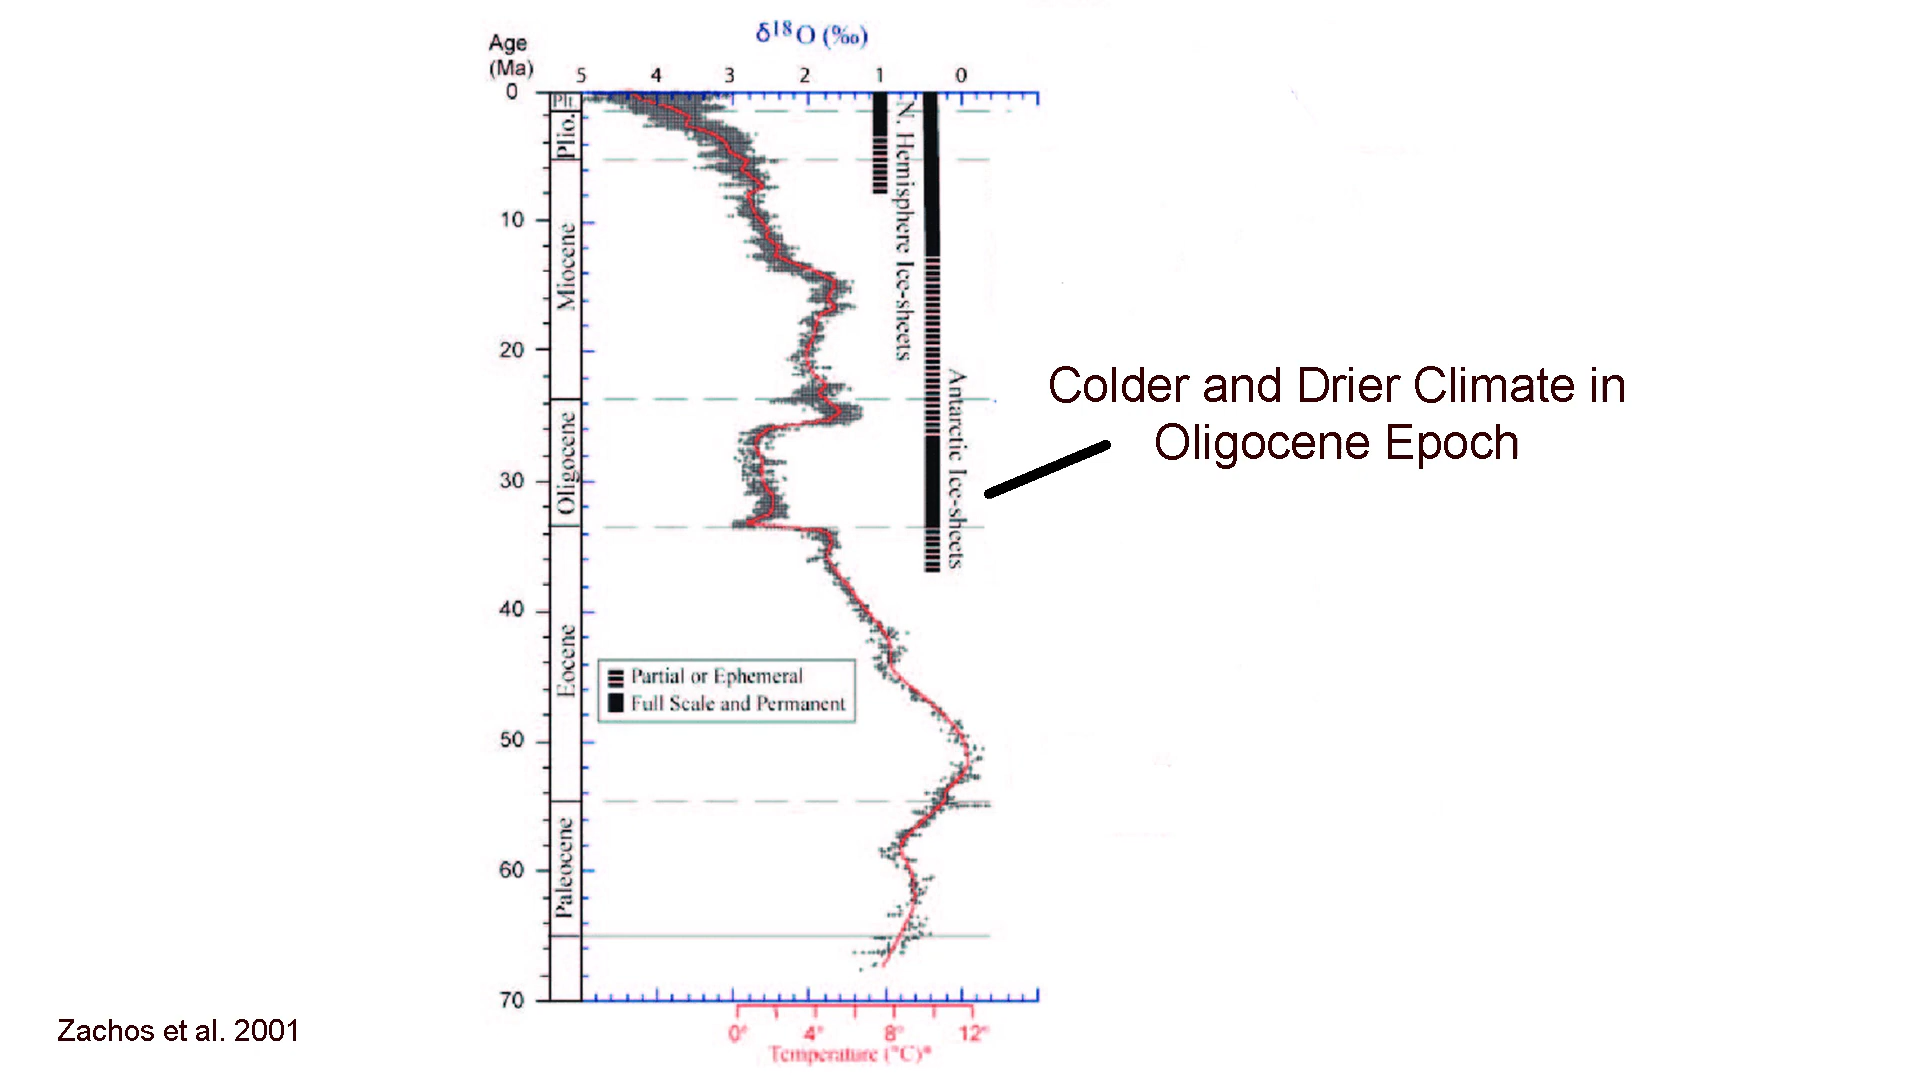 δ18O (‰)
Age
(Ma)
5 4 3 2 1 0
0
10
20
30
40
50
60
70
Plt.
Plio.
Miocene
Oligocene
Eocene
Paleocene
N. Hemisphere Ice-sheets
Antarctic Ice-sheets
Colder and Drier Climate in
Oligocene Epoch
Partial or Ephemeral
Full Scale and Permanent
0° 4° 8° 12°
Temperature (°C)*
Zachos et al. 2001